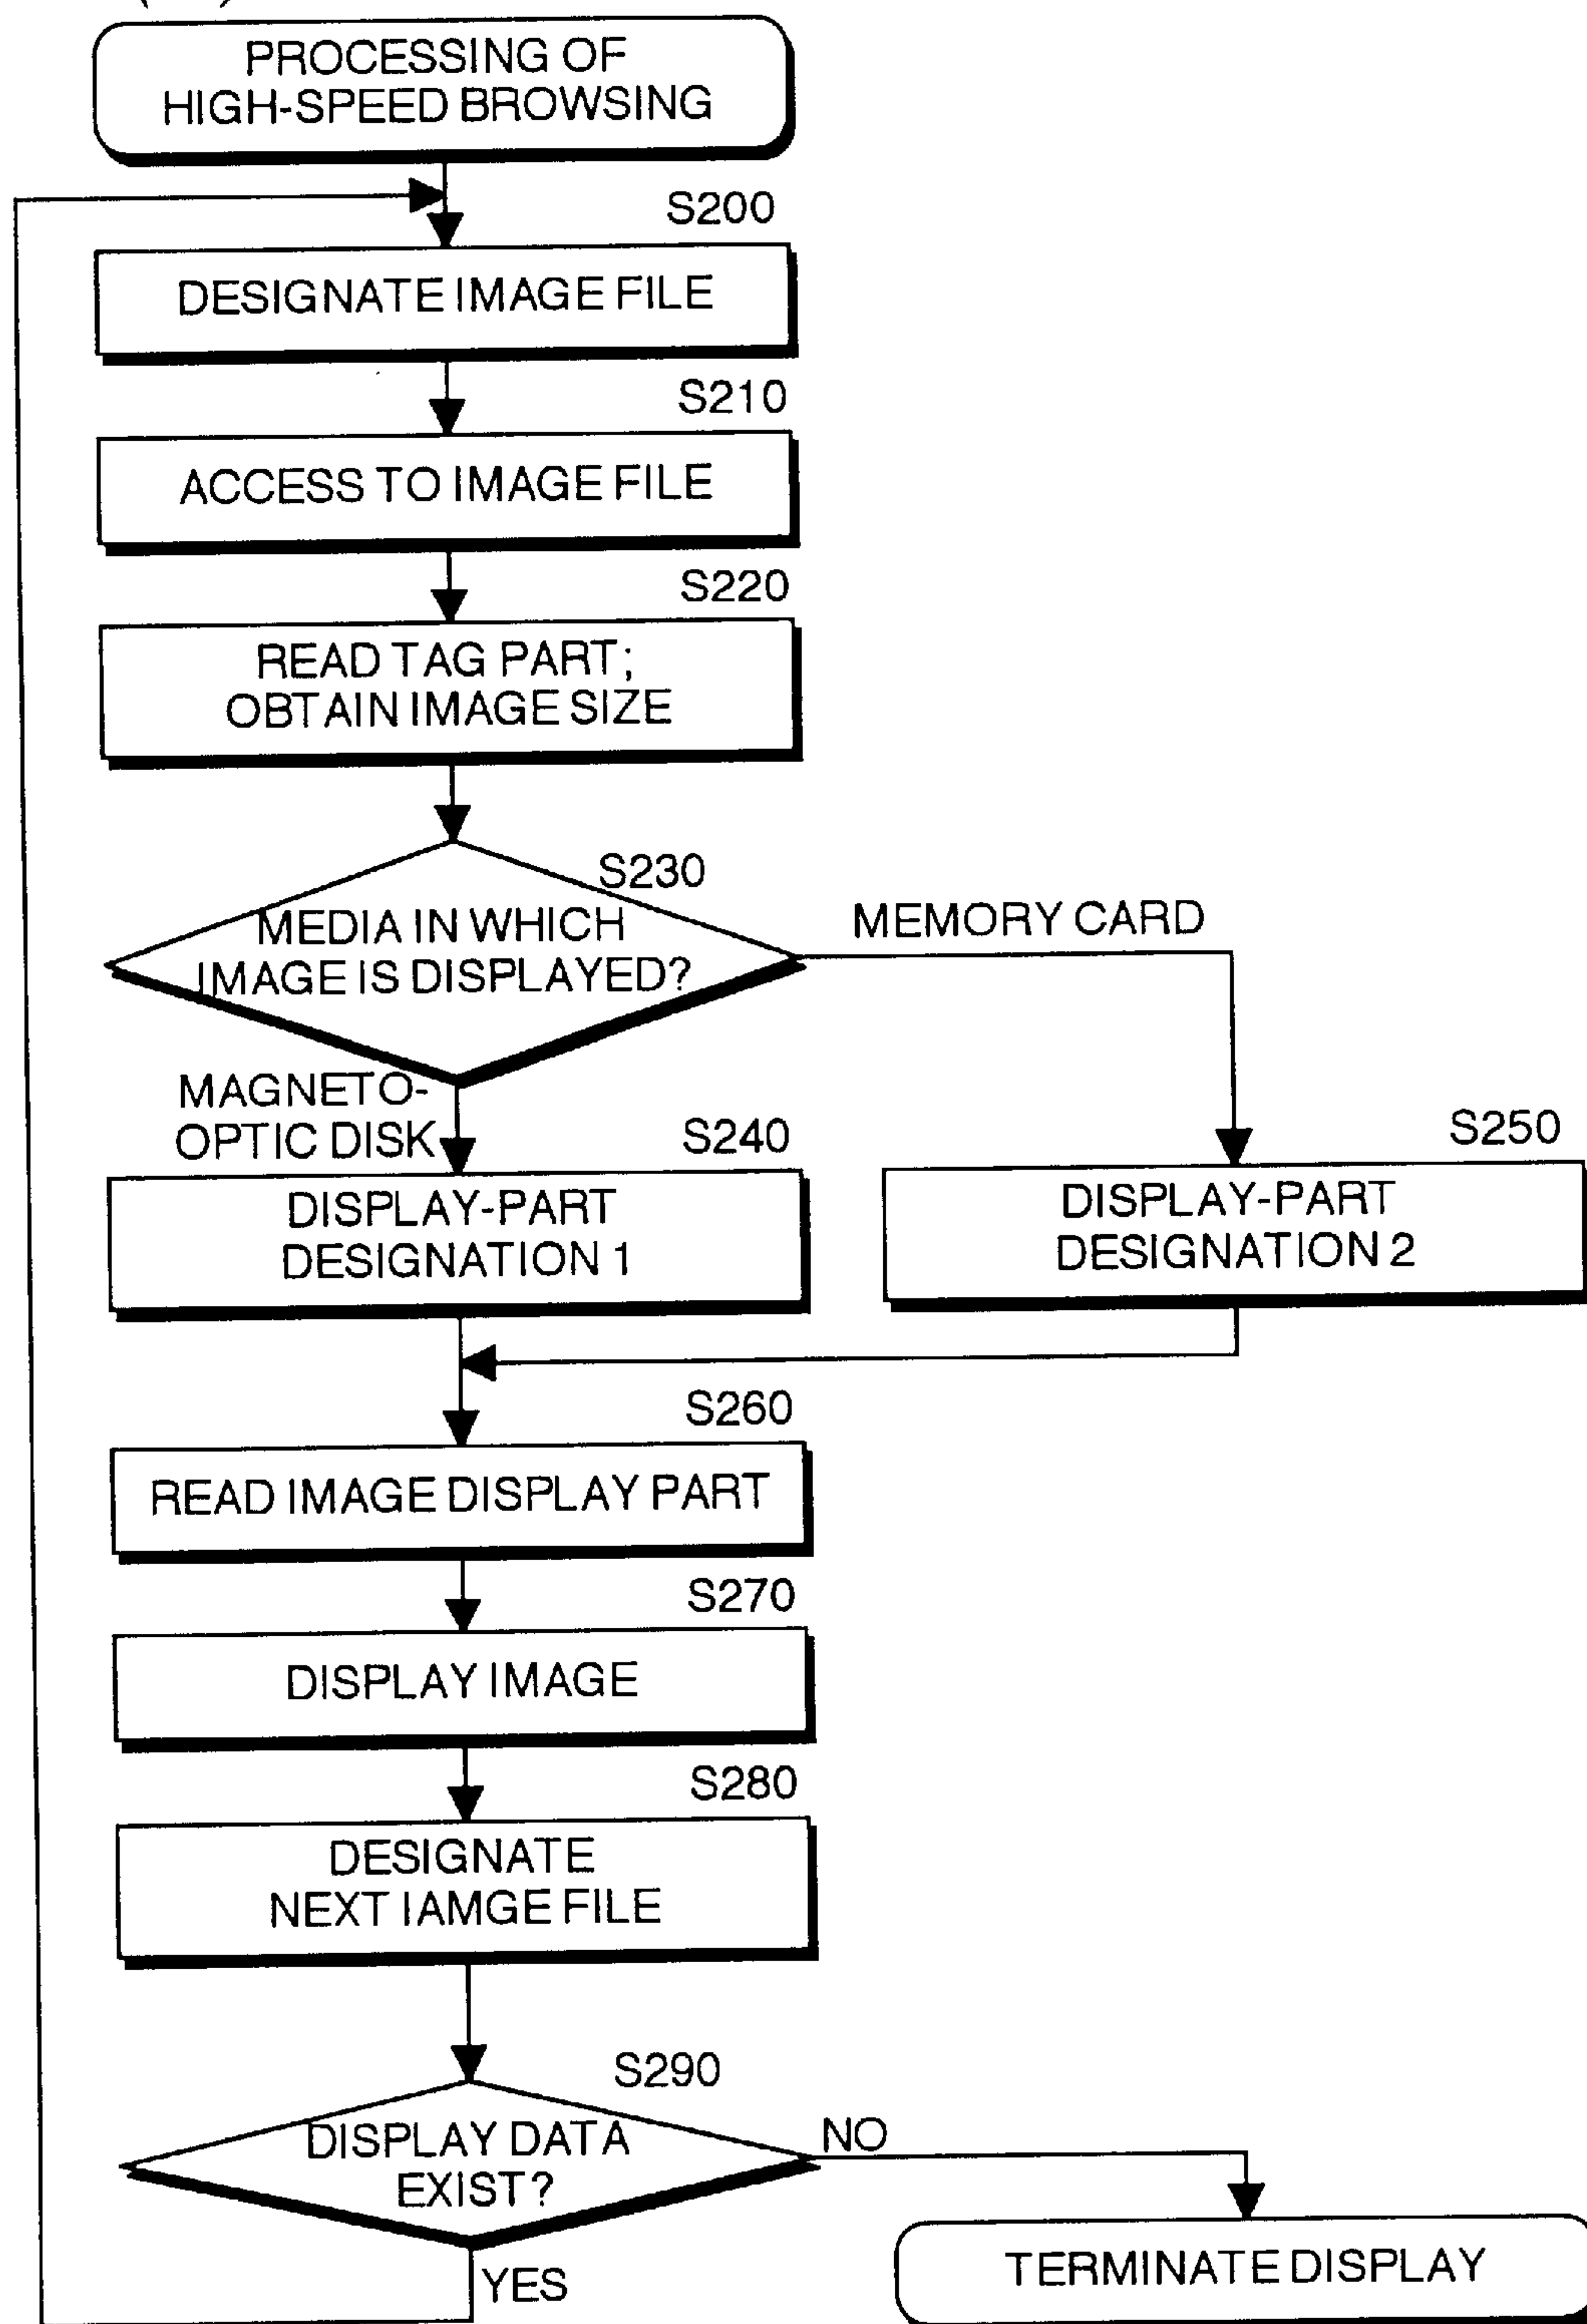 PROCESSING OF
HIGH-SPEED BROWSING
S200
DESIGNATE IMAGE FILE
S210
ACCESS TO IMAGE FILE
S220
READ TAG PART;
OBTAIN IMAGE SIZE
S230
MEDIA IN WHICH
IMAGE IS DISPLAYED?
MEMORY CARD
MAGNETO-
OPTIC DISK
S240
DISPLAY-PART
DESIGNATION 1
S250
DISPLAY-PART
DESIGNATION 2
S260
READ IMAGE DISPLAY PART
S270
DISPLAY IMAGE
S280
DESIGNATE
NEXT IAMGE FILE
S290
DISPLAY DATA
EXIST?
NO
YES
TERMINATE DISPLAY